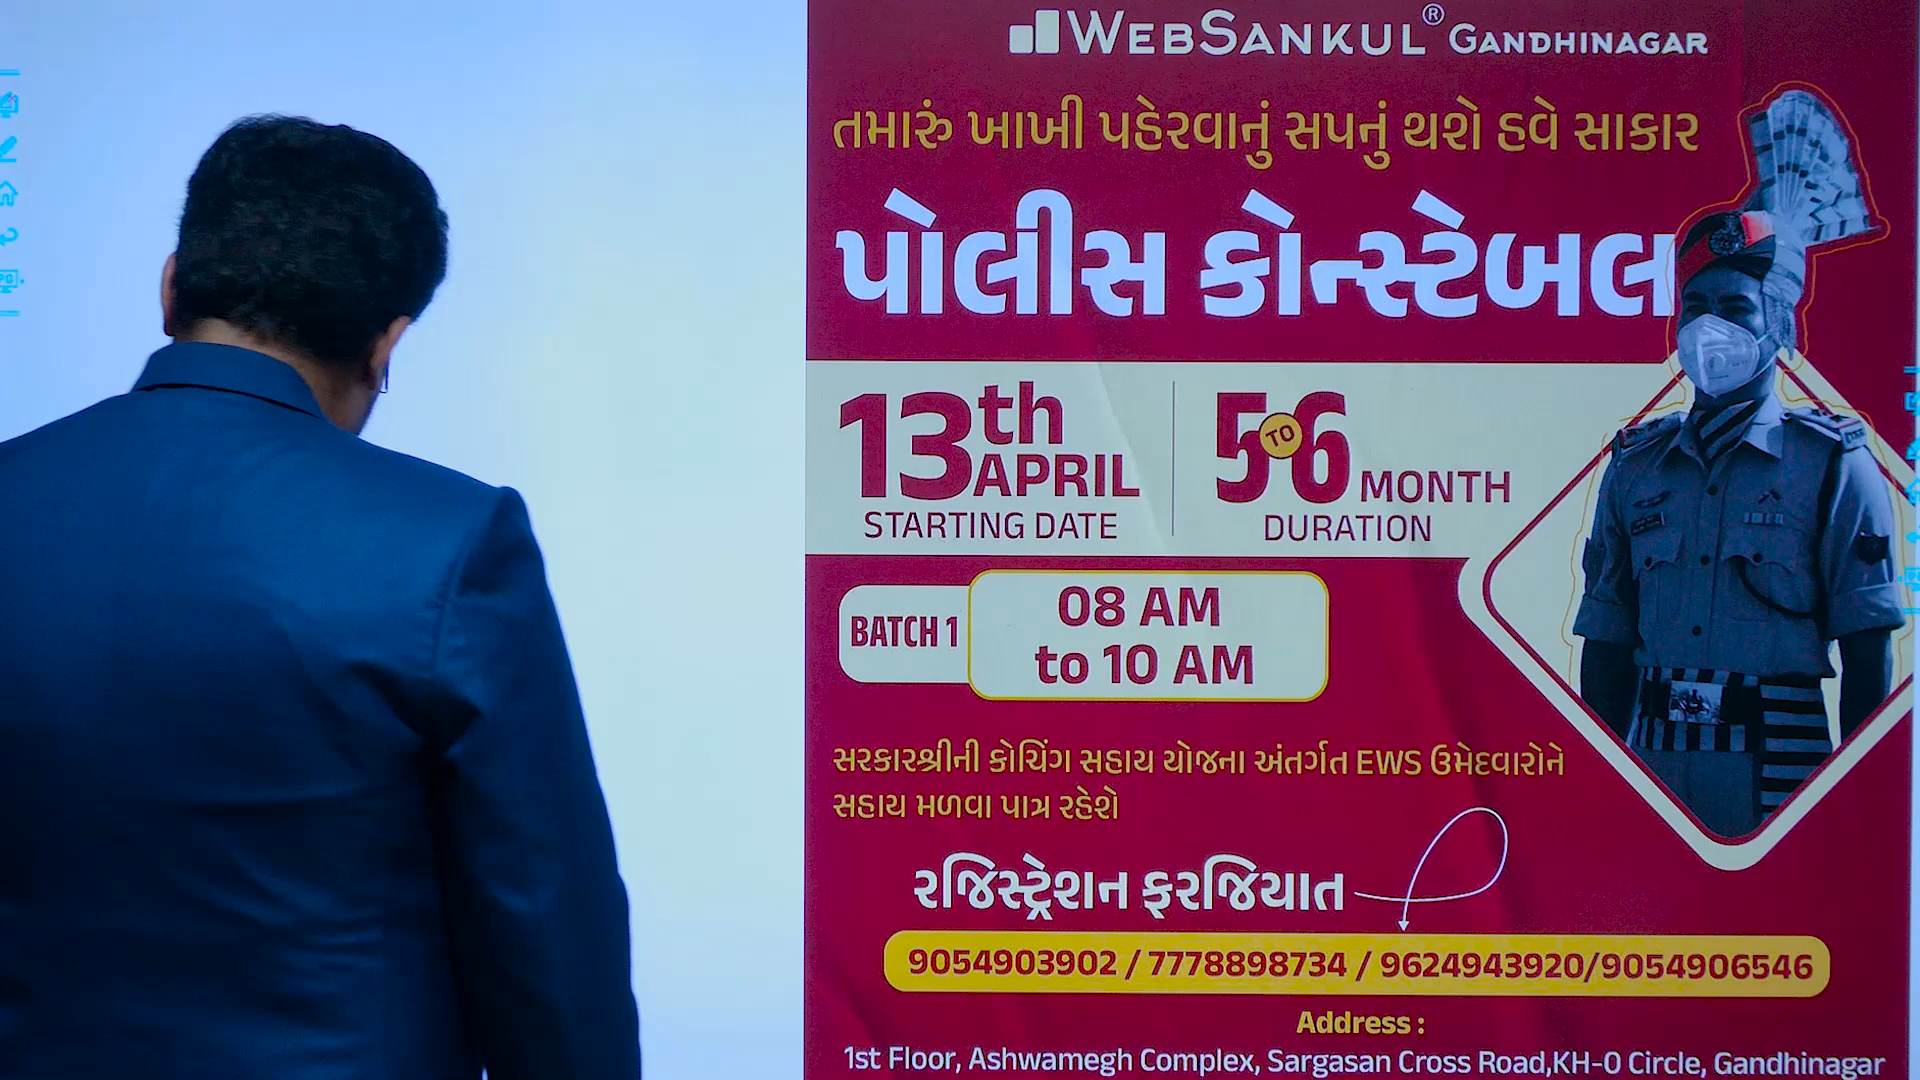 WEBSANKUL® GANDHINAGAR
તમારું ખાખી પહેરવાનું સપનું થશે હવે સાકાર
પોલીસ કોન્સ્ટેબલ
13th APRIL
STARTING DATE
5 TO 6 MONTH
DURATION
BATCH 1
08 AM
to 10 AM
સરકારશ્રીની કોચિંગ સહાય યોજના અંતર્ગત EWS ઉમેદવારોને
સહાય મળવા પાત્ર રહેશે
રજિસ્ટ્રેશન ફરજિયાત
9054903902 / 7778898734 / 9624943920/9054906546
Address :
1st Floor, Ashwamegh Complex, Sargasan Cross Road,KH-0 Circle, Gandhinagar